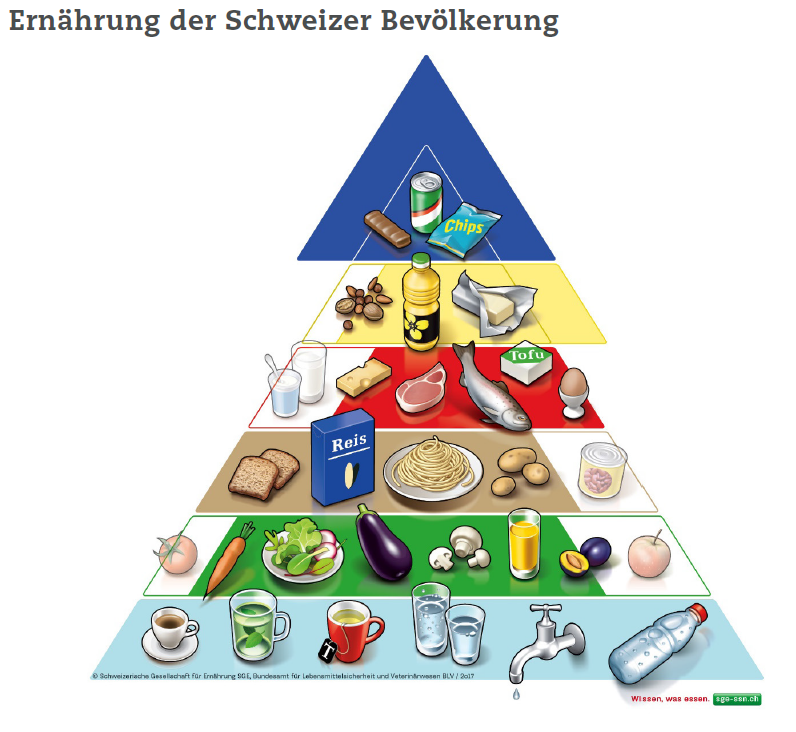 Ernährung der Schweizer Bevölkerung
Chips
Tofu
Reis
T
© Schweizerische Gesellschaft für Ernährung SGE, Bundesamt für Lebensmittelsicherheit und Veterinärwesen BLV / 2017
Wissen, was essen. sge-ssn.ch